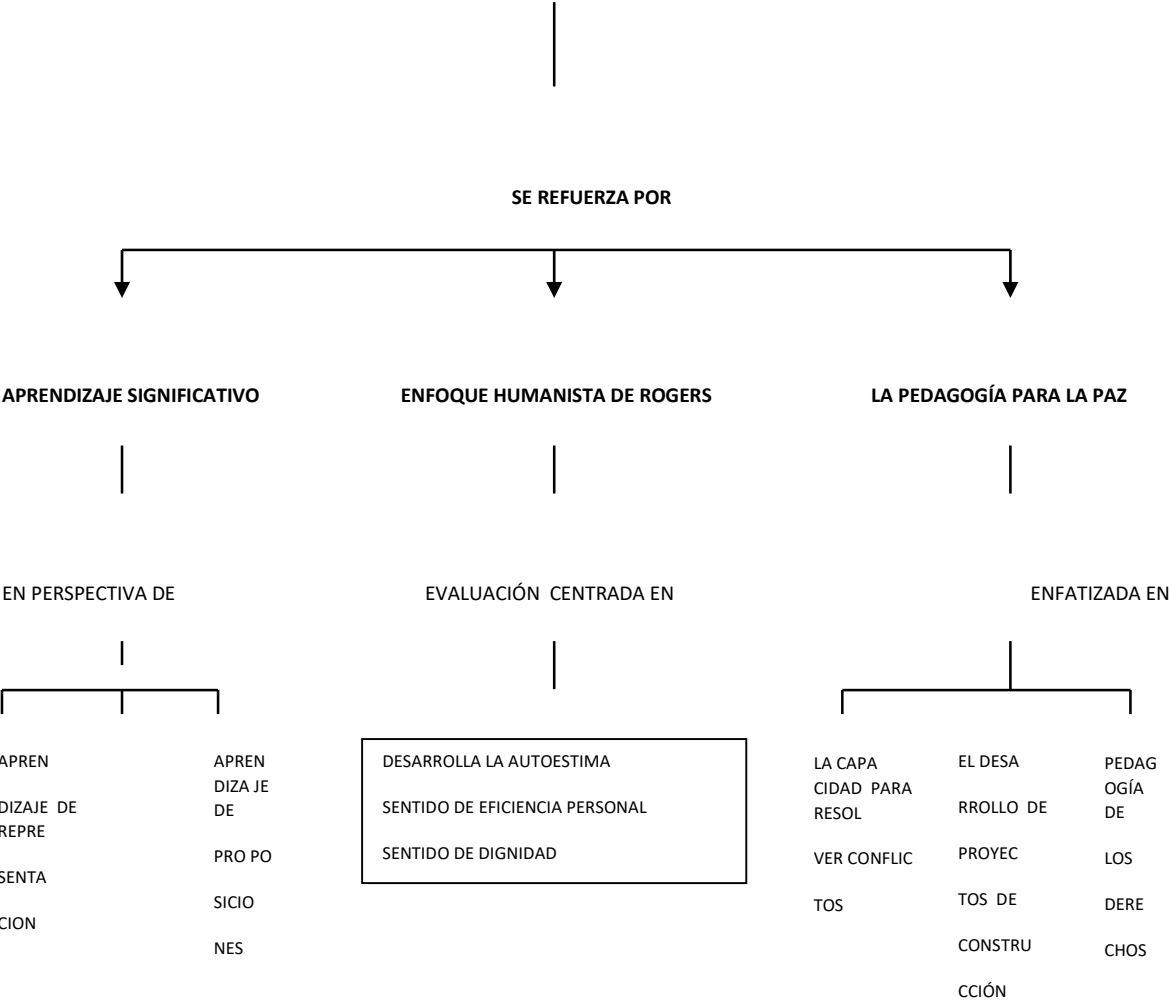 SE REFUERZA POR
APRENDIZAJE SIGNIFICATIVO
ENFOQUE HUMANISTA DE ROGERS
LA PEDAGOGÍA PARA LA PAZ
EN PERSPECTIVA DE
EVALUACIÓN CENTRADA EN
ENFATIZADA EN
APREN
DIZAJE DE
REPRE
SENTA
CION
APREN
DIZA JE
DE
PRO PO
SICIO
NES
DESARROLLA LA AUTOESTIMA
SENTIDO DE EFICIENCIA PERSONAL
SENTIDO DE DIGNIDAD
LA CAPA
CIDAD PARA
RESOL
VER CONFLIC
TOS
EL DESA
RROLLO DE
PROYEC
TOS DE
CONSTRU
CCIÓN
PEDAG
OGÍA
DE
LOS
DERE
CHOS